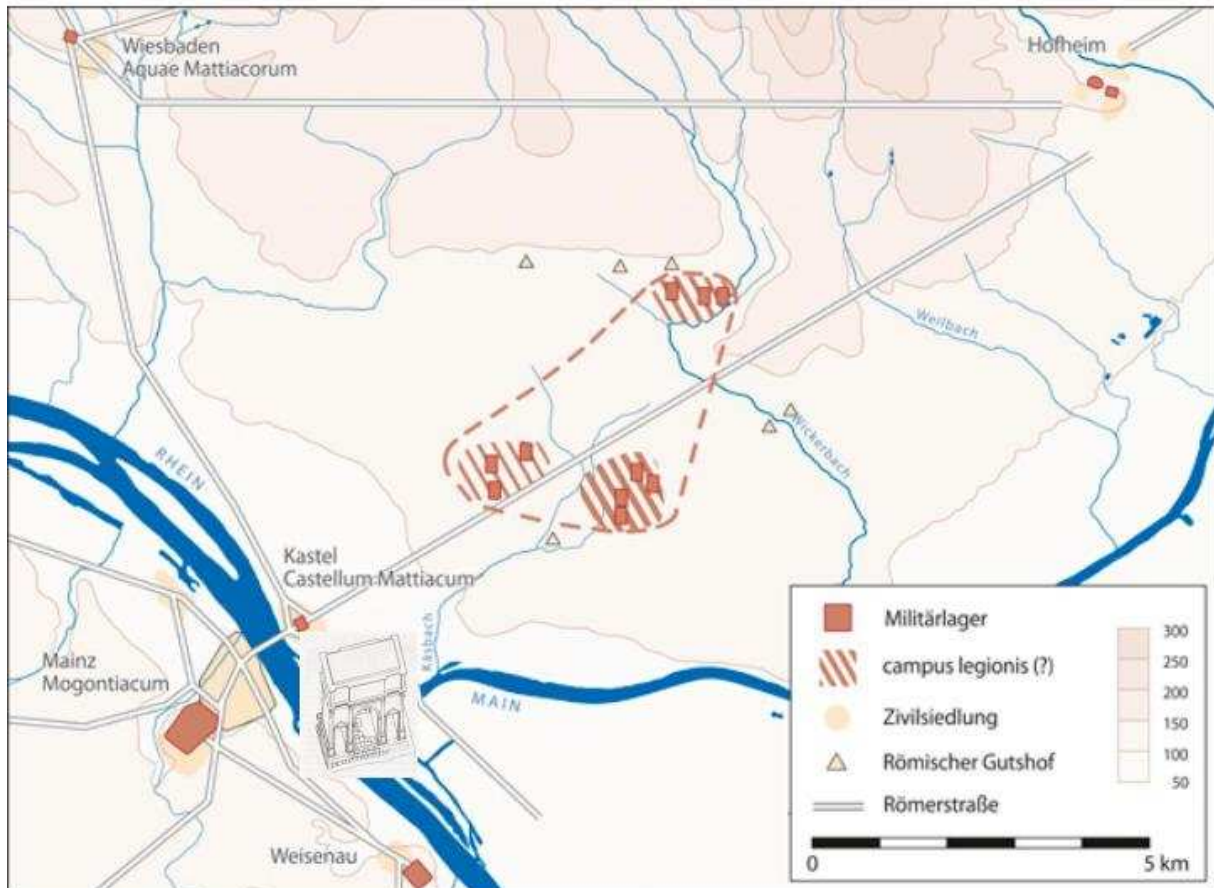 Wiesbaden
Aquae Mattiacorum
Hofheim
Weilbach
Wickerbach
RHEIN
Kastel
Castellum Mattiacum
Käsbach
Mainz
Mogontiacum
MAIN
Weisenau
Militärlager
campus legionis (?)
Zivilsiedlung
Römischer Gutshof
Römerstraße
300
250
200
150
100
50
0
5 km